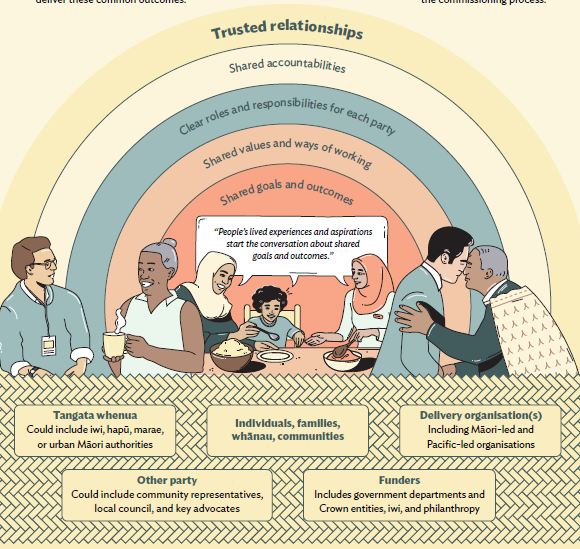 deliver these common outcomes.
the commissioning process.
Trusted relationships
Shared accountabilities
Clear roles and responsibilities for each party
Shared values and ways of working
Shared goals and outcomes
“People’s lived experiences and aspirations
start the conversation about shared
goals and outcomes.”
Tangata whenua
Could include iwi, hapū, marae,
or urban Māori authorities
Individuals, families,
whānau, communities
Delivery organisation(s)
Including Māori-led and
Pacific-led organisations
Other party
Could include community representatives,
local council, and key advocates
Funders
Includes government departments and
Crown entities, iwi, and philanthropy